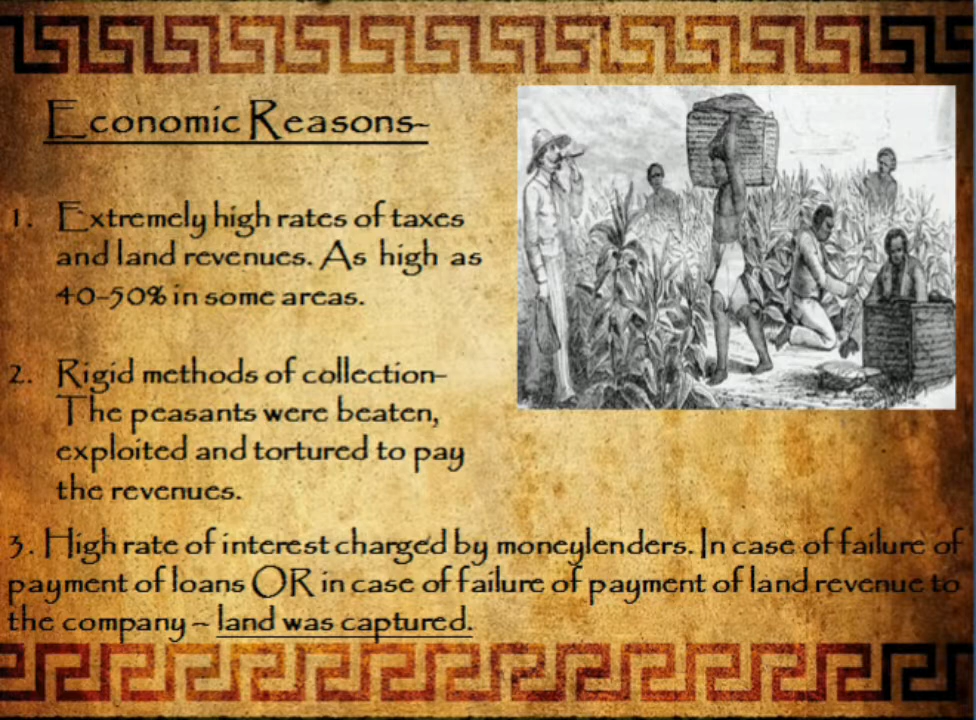 Economic Reasons-
1. Extremely high rates of taxes
and land revenues. As high as
40-50% in some areas.
2. Rigid methods of collection-
The peasants were beaten,
exploited and tortured to pay
the revenues.
3. High rate of interest charged by moneylenders. In case of failure of
payment of loans OR in case of failure of payment of land revenue to
the company – land was captured.